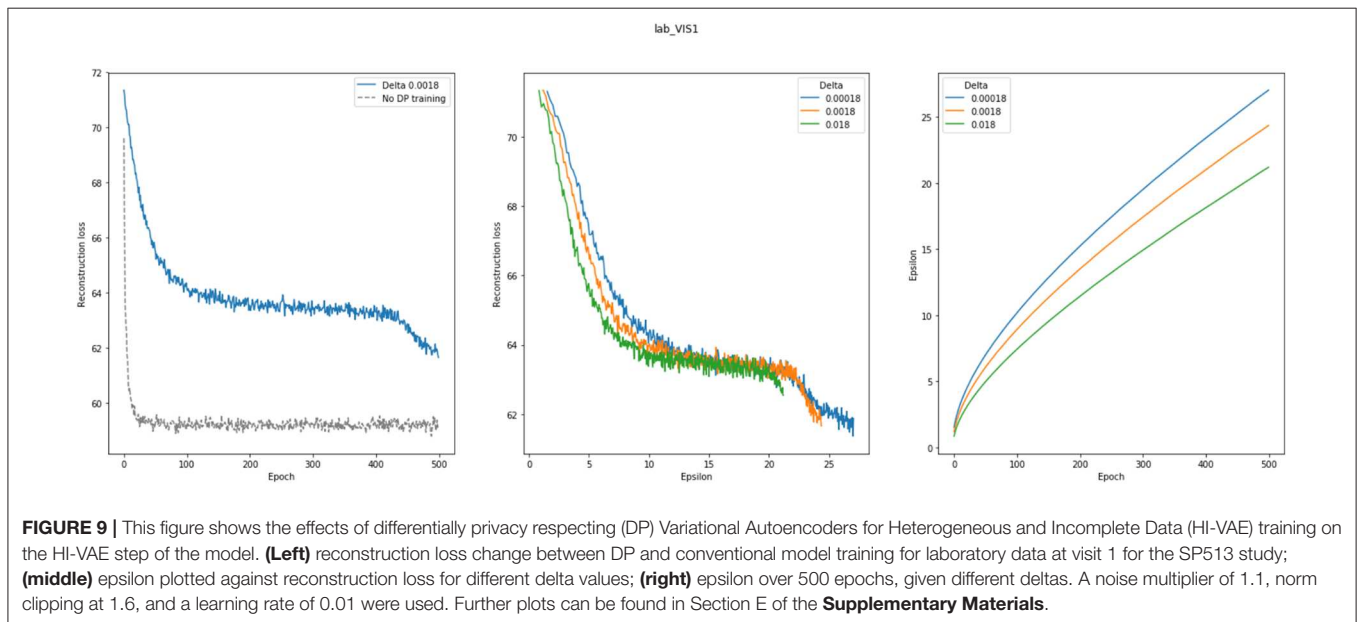 lab_VIS1
72
70
68
66
64
62
60
Reconstruction loss
0
100
200
300
400
500
Epoch
Delta 0.0018
No DP training
70
68
66
64
62
Reconstruction loss
0
5
10
15
20
25
Epsilon
Delta
0.00018
0.0018
0.018
25
20
15
10
5
0
Epsilon
0
100
200
300
400
500
Epoch
Delta
0.00018
0.0018
0.018
FIGURE 9 | This figure shows the effects of differentially privacy respecting (DP) Variational Autoencoders for Heterogeneous and Incomplete Data (HI-VAE) training on
the HI-VAE step of the model. (Left) reconstruction loss change between DP and conventional model training for laboratory data at visit 1 for the SP513 study;
(middle) epsilon plotted against reconstruction loss for different delta values; (right) epsilon over 500 epochs, given different deltas. A noise multiplier of 1.1, norm
clipping at 1.6, and a learning rate of 0.01 were used. Further plots can be found in Section E of the Supplementary Materials.